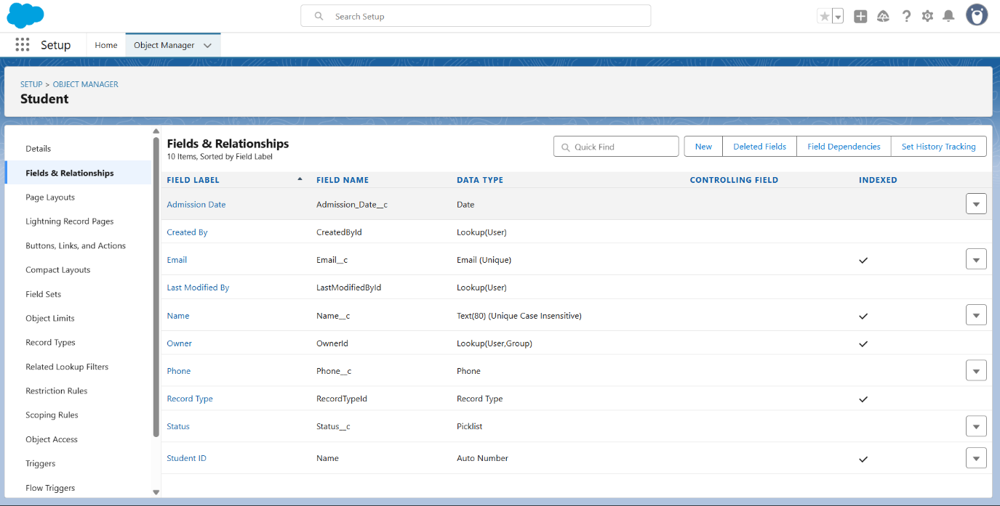 Search Setup
Setup
Home
Object Manager
SETUP > OBJECT MANAGER
Student
Details
Fields & Relationships
Page Layouts
Lightning Record Pages
Buttons, Links, and Actions
Compact Layouts
Field Sets
Object Limits
Record Types
Related Lookup Filters
Restriction Rules
Scoping Rules
Object Access
Triggers
Flow Triggers
Fields & Relationships
10 Items, Sorted by Field Label
Quick Find
New
Deleted Fields
Field Dependencies
Set History Tracking
FIELD LABEL FIELD NAME DATA TYPE CONTROLLING FIELD INDEXED
Admission Date Admission_Date__c Date
Created By CreatedById Lookup(User)
Email Email__c Email (Unique)
Last Modified By LastModifiedById Lookup(User)
Name Name__c Text(80) (Unique Case Insensitive)
Owner OwnerId Lookup(User,Group)
Phone Phone__c Phone
Record Type RecordTypeId Record Type
Status Status__c Picklist
Student ID Name Auto Number